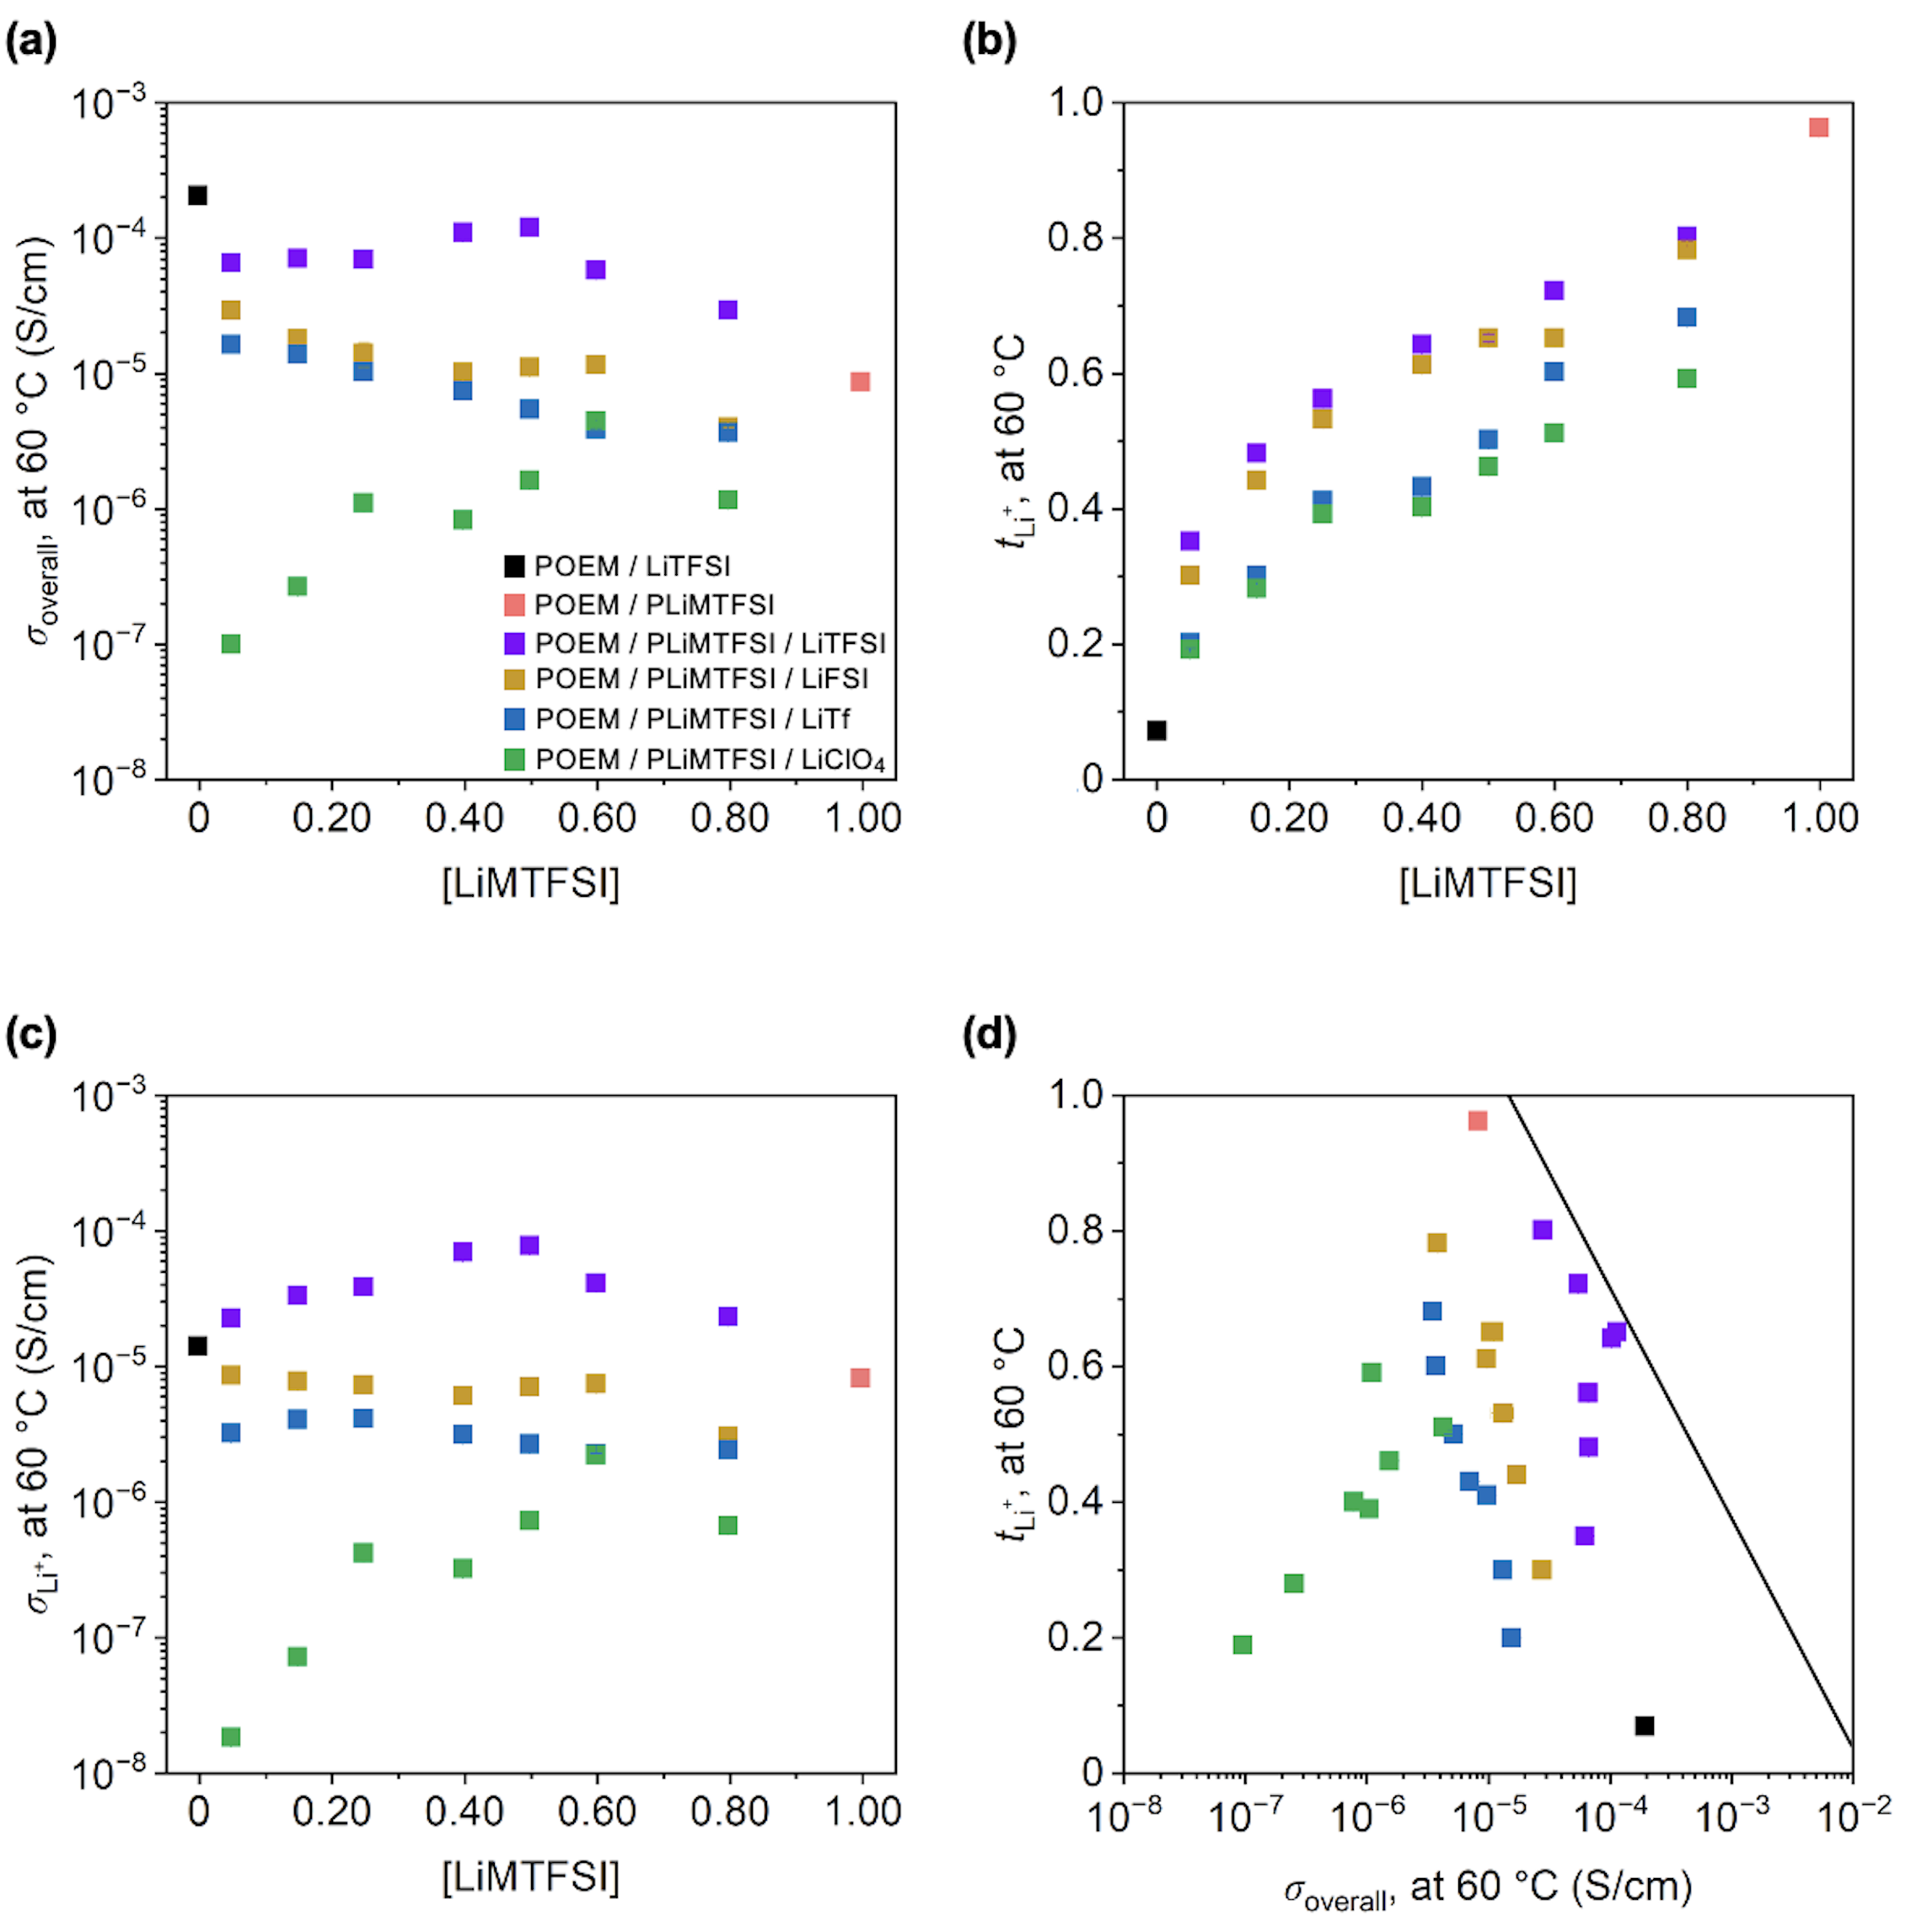 (a)
σoverall, at 60 °C (S/cm)
10⁻³
10⁻⁴
10⁻⁵
10⁻⁶
10⁻⁷
10⁻⁸
POEM / LiTFSI
POEM / PLiMTFSI
POEM / PLiMTFSI / LiTFSI
POEM / PLiMTFSI / LiFSI
POEM / PLiMTFSI / LiTf
POEM / PLiMTFSI / LiClO₄
0 0.20 0.40 0.60 0.80 1.00
[LiMTFSI]
(b)
tLi⁺, at 60 °C
1.0
0.8
0.6
0.4
0.2
0
0 0.20 0.40 0.60 0.80 1.00
[LiMTFSI]
(c)
σLi⁺, at 60 °C (S/cm)
10⁻³
10⁻⁴
10⁻⁵
10⁻⁶
10⁻⁷
10⁻⁸
0 0.20 0.40 0.60 0.80 1.00
[LiMTFSI]
(d)
tLi⁺, at 60 °C
1.0
0.8
0.6
0.4
0.2
0
10⁻⁸ 10⁻⁷ 10⁻⁶ 10⁻⁵ 10⁻⁴ 10⁻³ 10⁻²
σoverall, at 60 °C (S/cm)